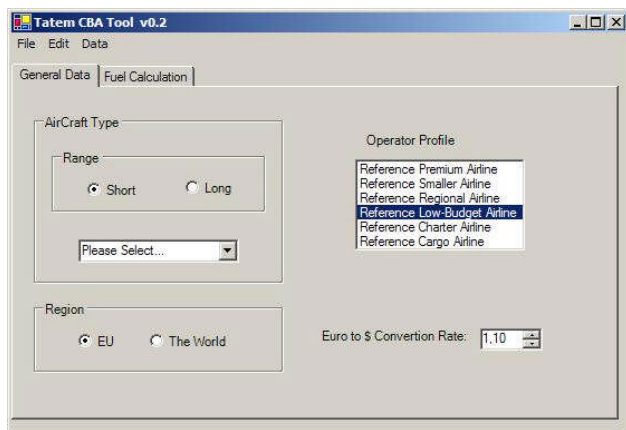 Tatem CBA Tool v0.2
File Edit Data
General Data Fuel Calculation
AirCraft Type
Range
Short Long
Please Select...
Operator Profile
Reference Premium Airline
Reference Smaller Airline
Reference Regional Airline
Reference Low-Budget Airline
Reference Charter Airline
Reference Cargo Airline
Region
EU The World
Euro to $ Convertion Rate: 1,10